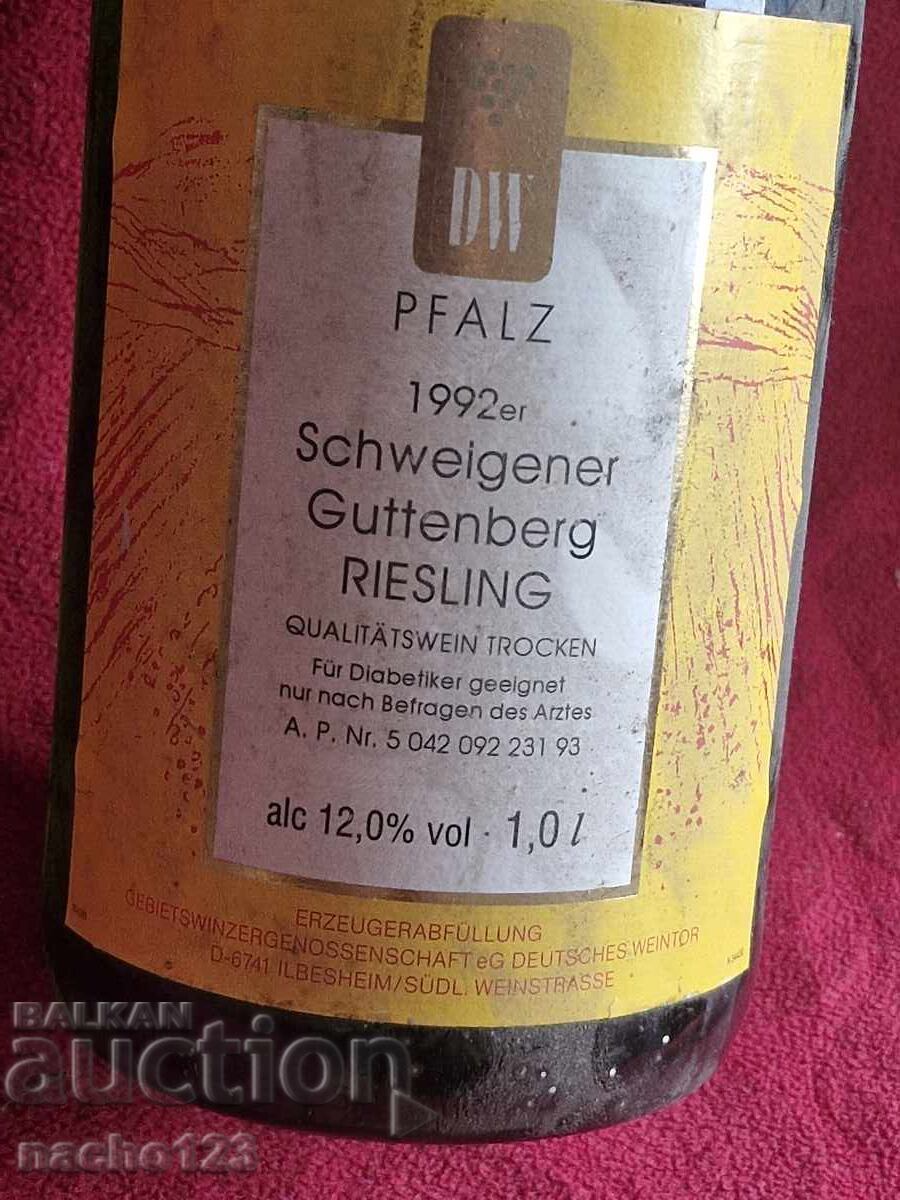 DW
PFALZ
1992er
Schweigener
Guttenberg
RIESLING
QUALITÄTSWEIN TROCKEN
Für Diabetiker geeignet
nur nach Befragen des Arztes
A. P. Nr. 5 042 092 231 93
alc 12,0% vol · 1,0 l
ERZEUGERABFÜLLUNG
GEBIETSWINZERGENOSSENSCHAFT eG DEUTSCHES WEINTOR
D-6741 ILBESHEIM/SÜDL. WEINSTRASSE
BALKAN
auction
nacho123